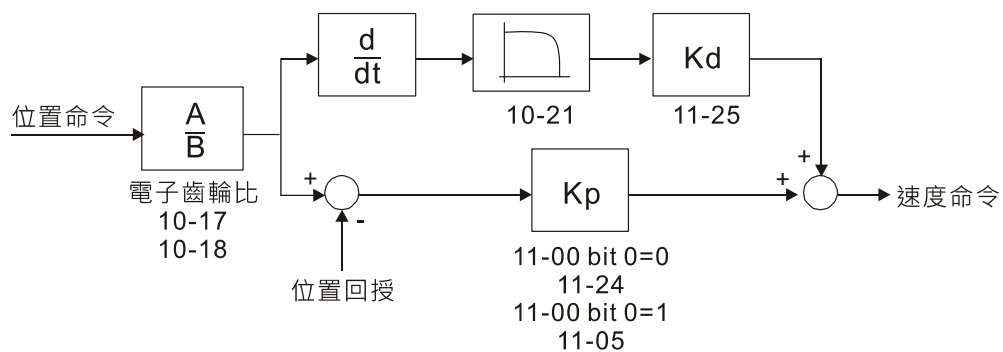 位置命令
A
B
電子齒輪比
10-17
10-18
d
dt
10-21
Kd
11-25
+
-
位置回授
Kp
11-00 bit 0=0
11-24
11-00 bit 0=1
11-05
+
+
速度命令